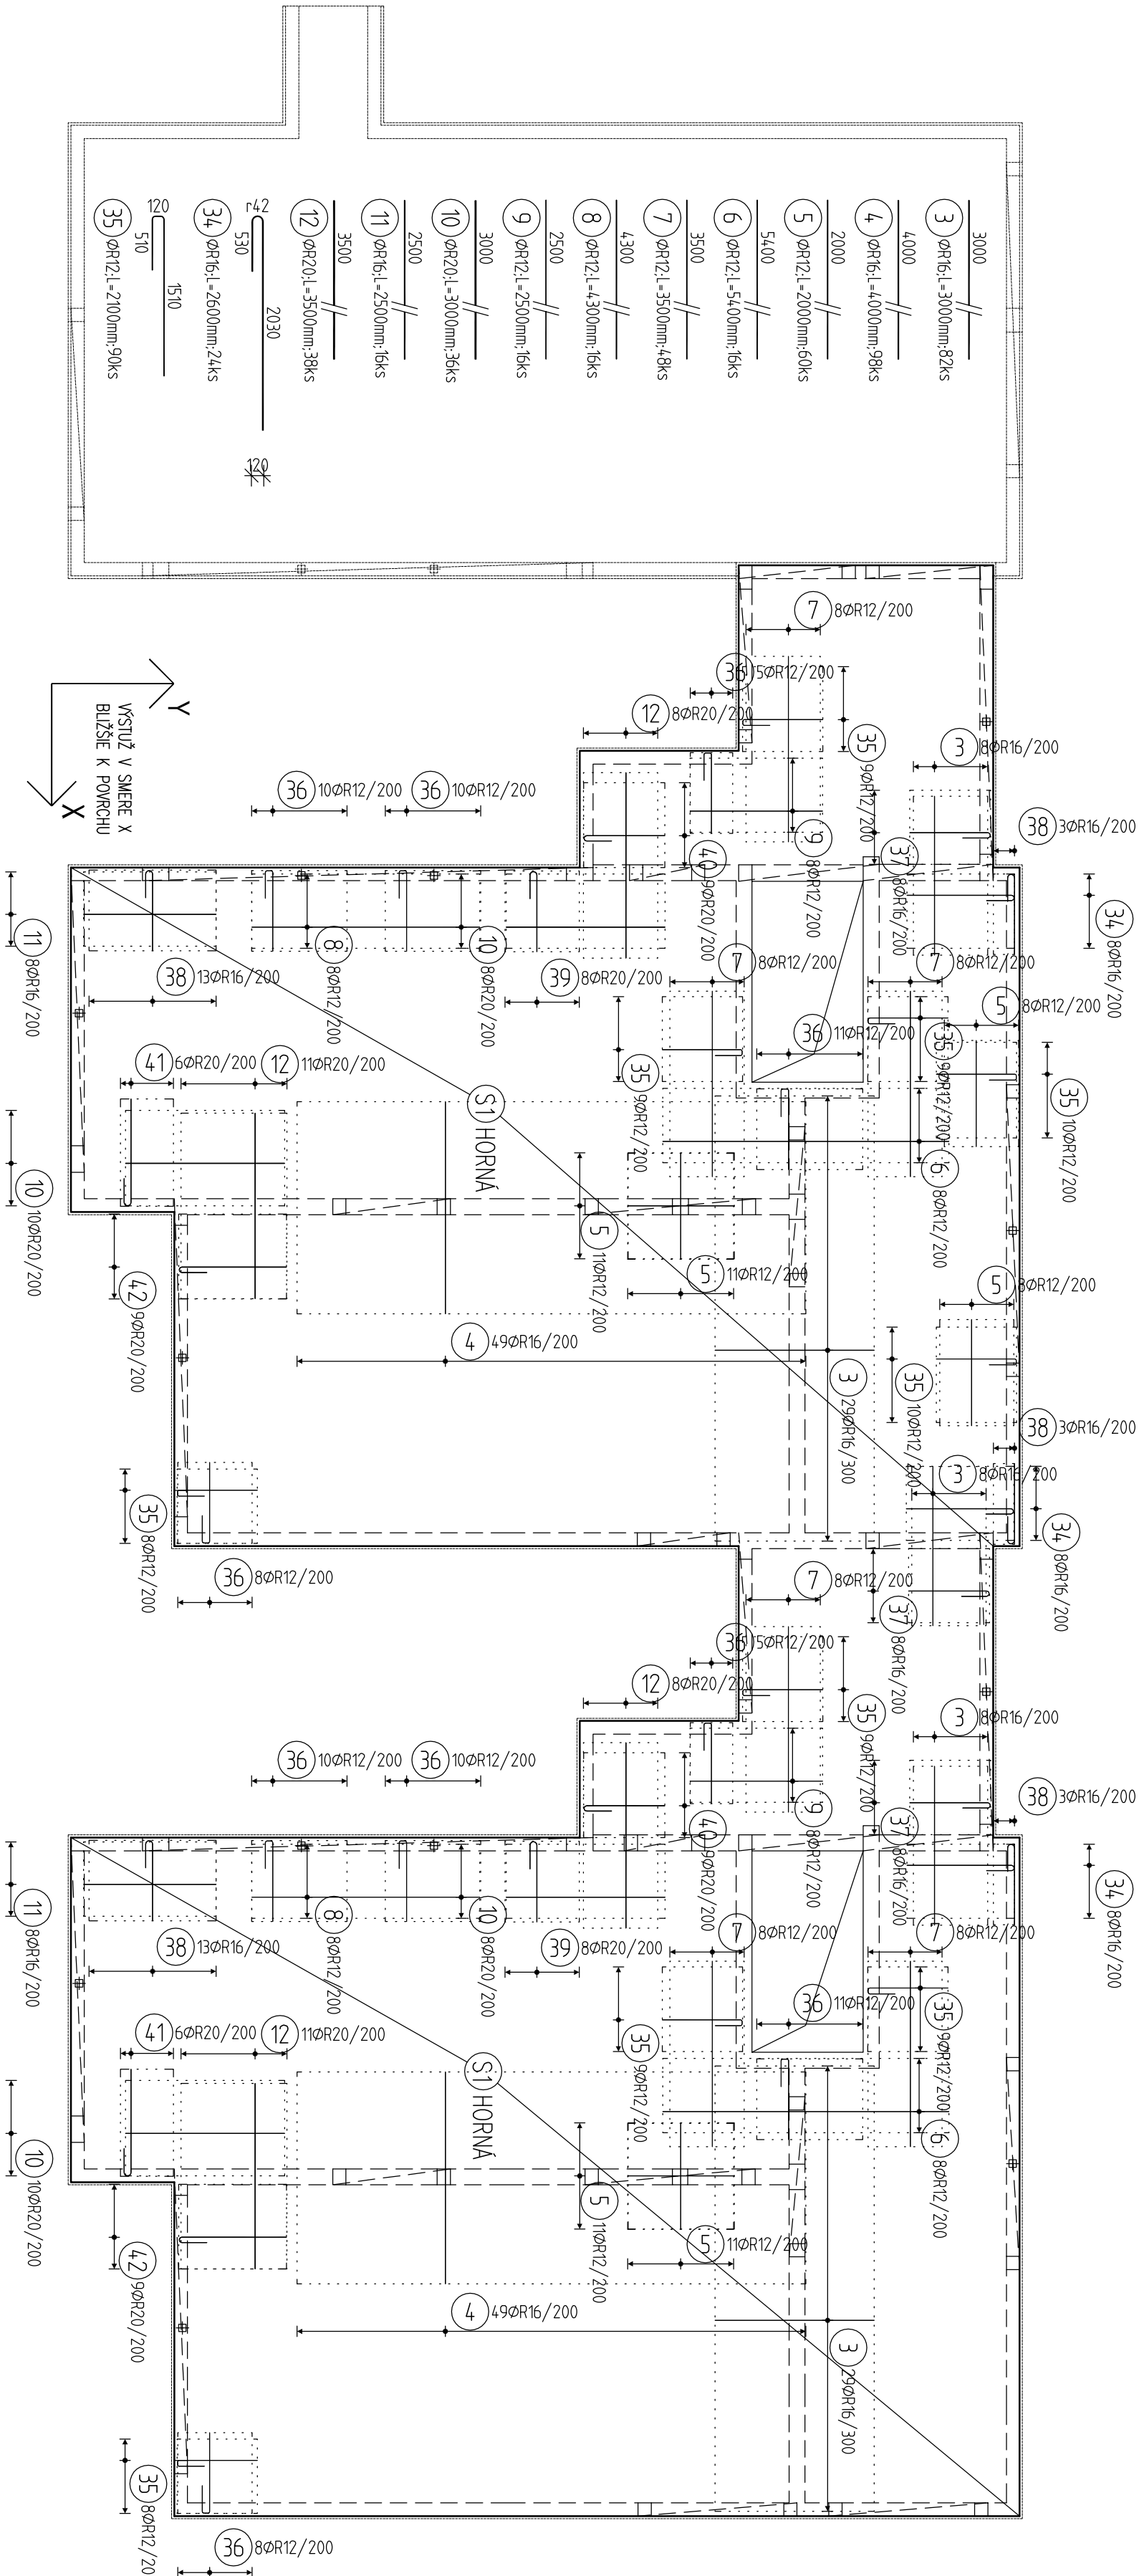 3000
3 ØR16;L=3000mm;82ks
4000
4 ØR16;L=4000mm;98ks
2000
5 ØR12;L=2000mm;60ks
5400
6 ØR12;L=5400mm;16ks
3500
7 ØR12;L=3500mm;48ks
4300
8 ØR12;L=4300mm;16ks
2500
9 ØR12;L=2500mm;16ks
3000
10 ØR20;L=3000mm;36ks
2500
11 ØR16;L=2500mm;16ks
3500
12 ØR20;L=3500mm;38ks
r42
530
2030
120
34 ØR16;L=2600mm;24ks
120
510
1510
35 ØR12;L=2100mm;90ks
Y
X
VÝSTUŽ V SMERE X
BLIŽŠIE K POVRCHU
7 8ØR12/200
36 5ØR12/200
12 8ØR20/200
35 9ØR12/200
3 8ØR16/200
36 10ØR12/200
36 10ØR12/200
38 3ØR16/200
9 8ØR12/200
37 8ØR16/200
40 9ØR20/200
34 8ØR16/200
11 8ØR16/200
8 8ØR12/200
10 8ØR20/200
7 8ØR12/200
7 8ØR12/200
38 13ØR16/200
39 8ØR20/200
5 8ØR12/200
36 11ØR12/200
35 9ØR12/200
35 9ØR12/200
41 6ØR20/200
12 11ØR20/200
35 10ØR12/200
S1 HORNÁ
6 8ØR12/200
10 10ØR20/200
5 11ØR12/200
5 11ØR12/200
5 8ØR12/200
42 9ØR20/200
4 49ØR16/200
3 29ØR16/300
35 10ØR12/200
38 3ØR16/200
3 8ØR16/200
35 8ØR12/200
34 8ØR16/200
36 8ØR12/200
7 8ØR12/200
37 8ØR16/200
36 5ØR12/200
12 8ØR20/200
35 9ØR12/200
3 8ØR16/200
36 10ØR12/200
36 10ØR12/200
38 3ØR16/200
9 8ØR12/200
37 8ØR16/200
40 9ØR20/200
34 8ØR16/200
11 8ØR16/200
8 8ØR12/200
10 8ØR20/200
7 8ØR12/200
7 8ØR12/200
38 13ØR16/200
39 8ØR20/200
36 11ØR12/200
35 9ØR12/200
35 9ØR12/200
41 6ØR20/200
12 11ØR20/200
S1 HORNÁ
6 8ØR12/200
10 10ØR20/200
5 11ØR12/200
5 11ØR12/200
42 9ØR20/200
4 49ØR16/200
3 29ØR16/300
35 8ØR12/20
36 8ØR12/200